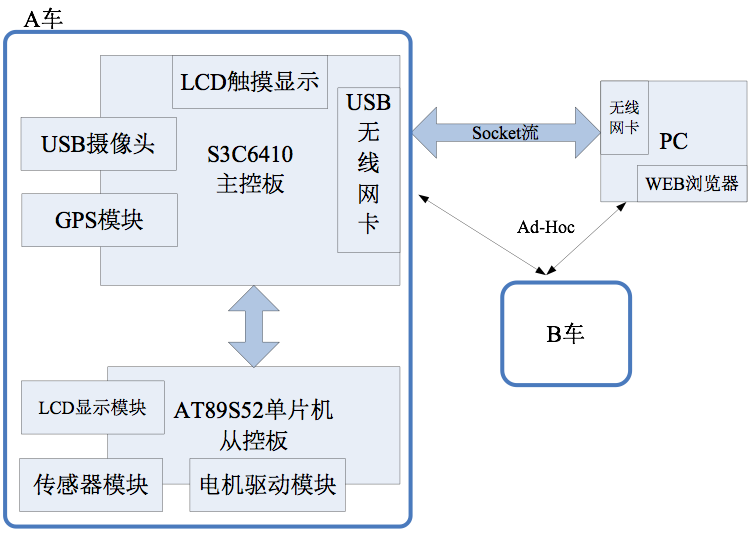 A车
LCD触摸显示
USB
无
线
网
卡
USB摄像头
S3C6410
主控板
GPS模块
Socket流
无线
网卡
PC
WEB浏览器
Ad-Hoc
B车
LCD显示模块
AT89S52单片机
从控板
传感器模块
电机驱动模块